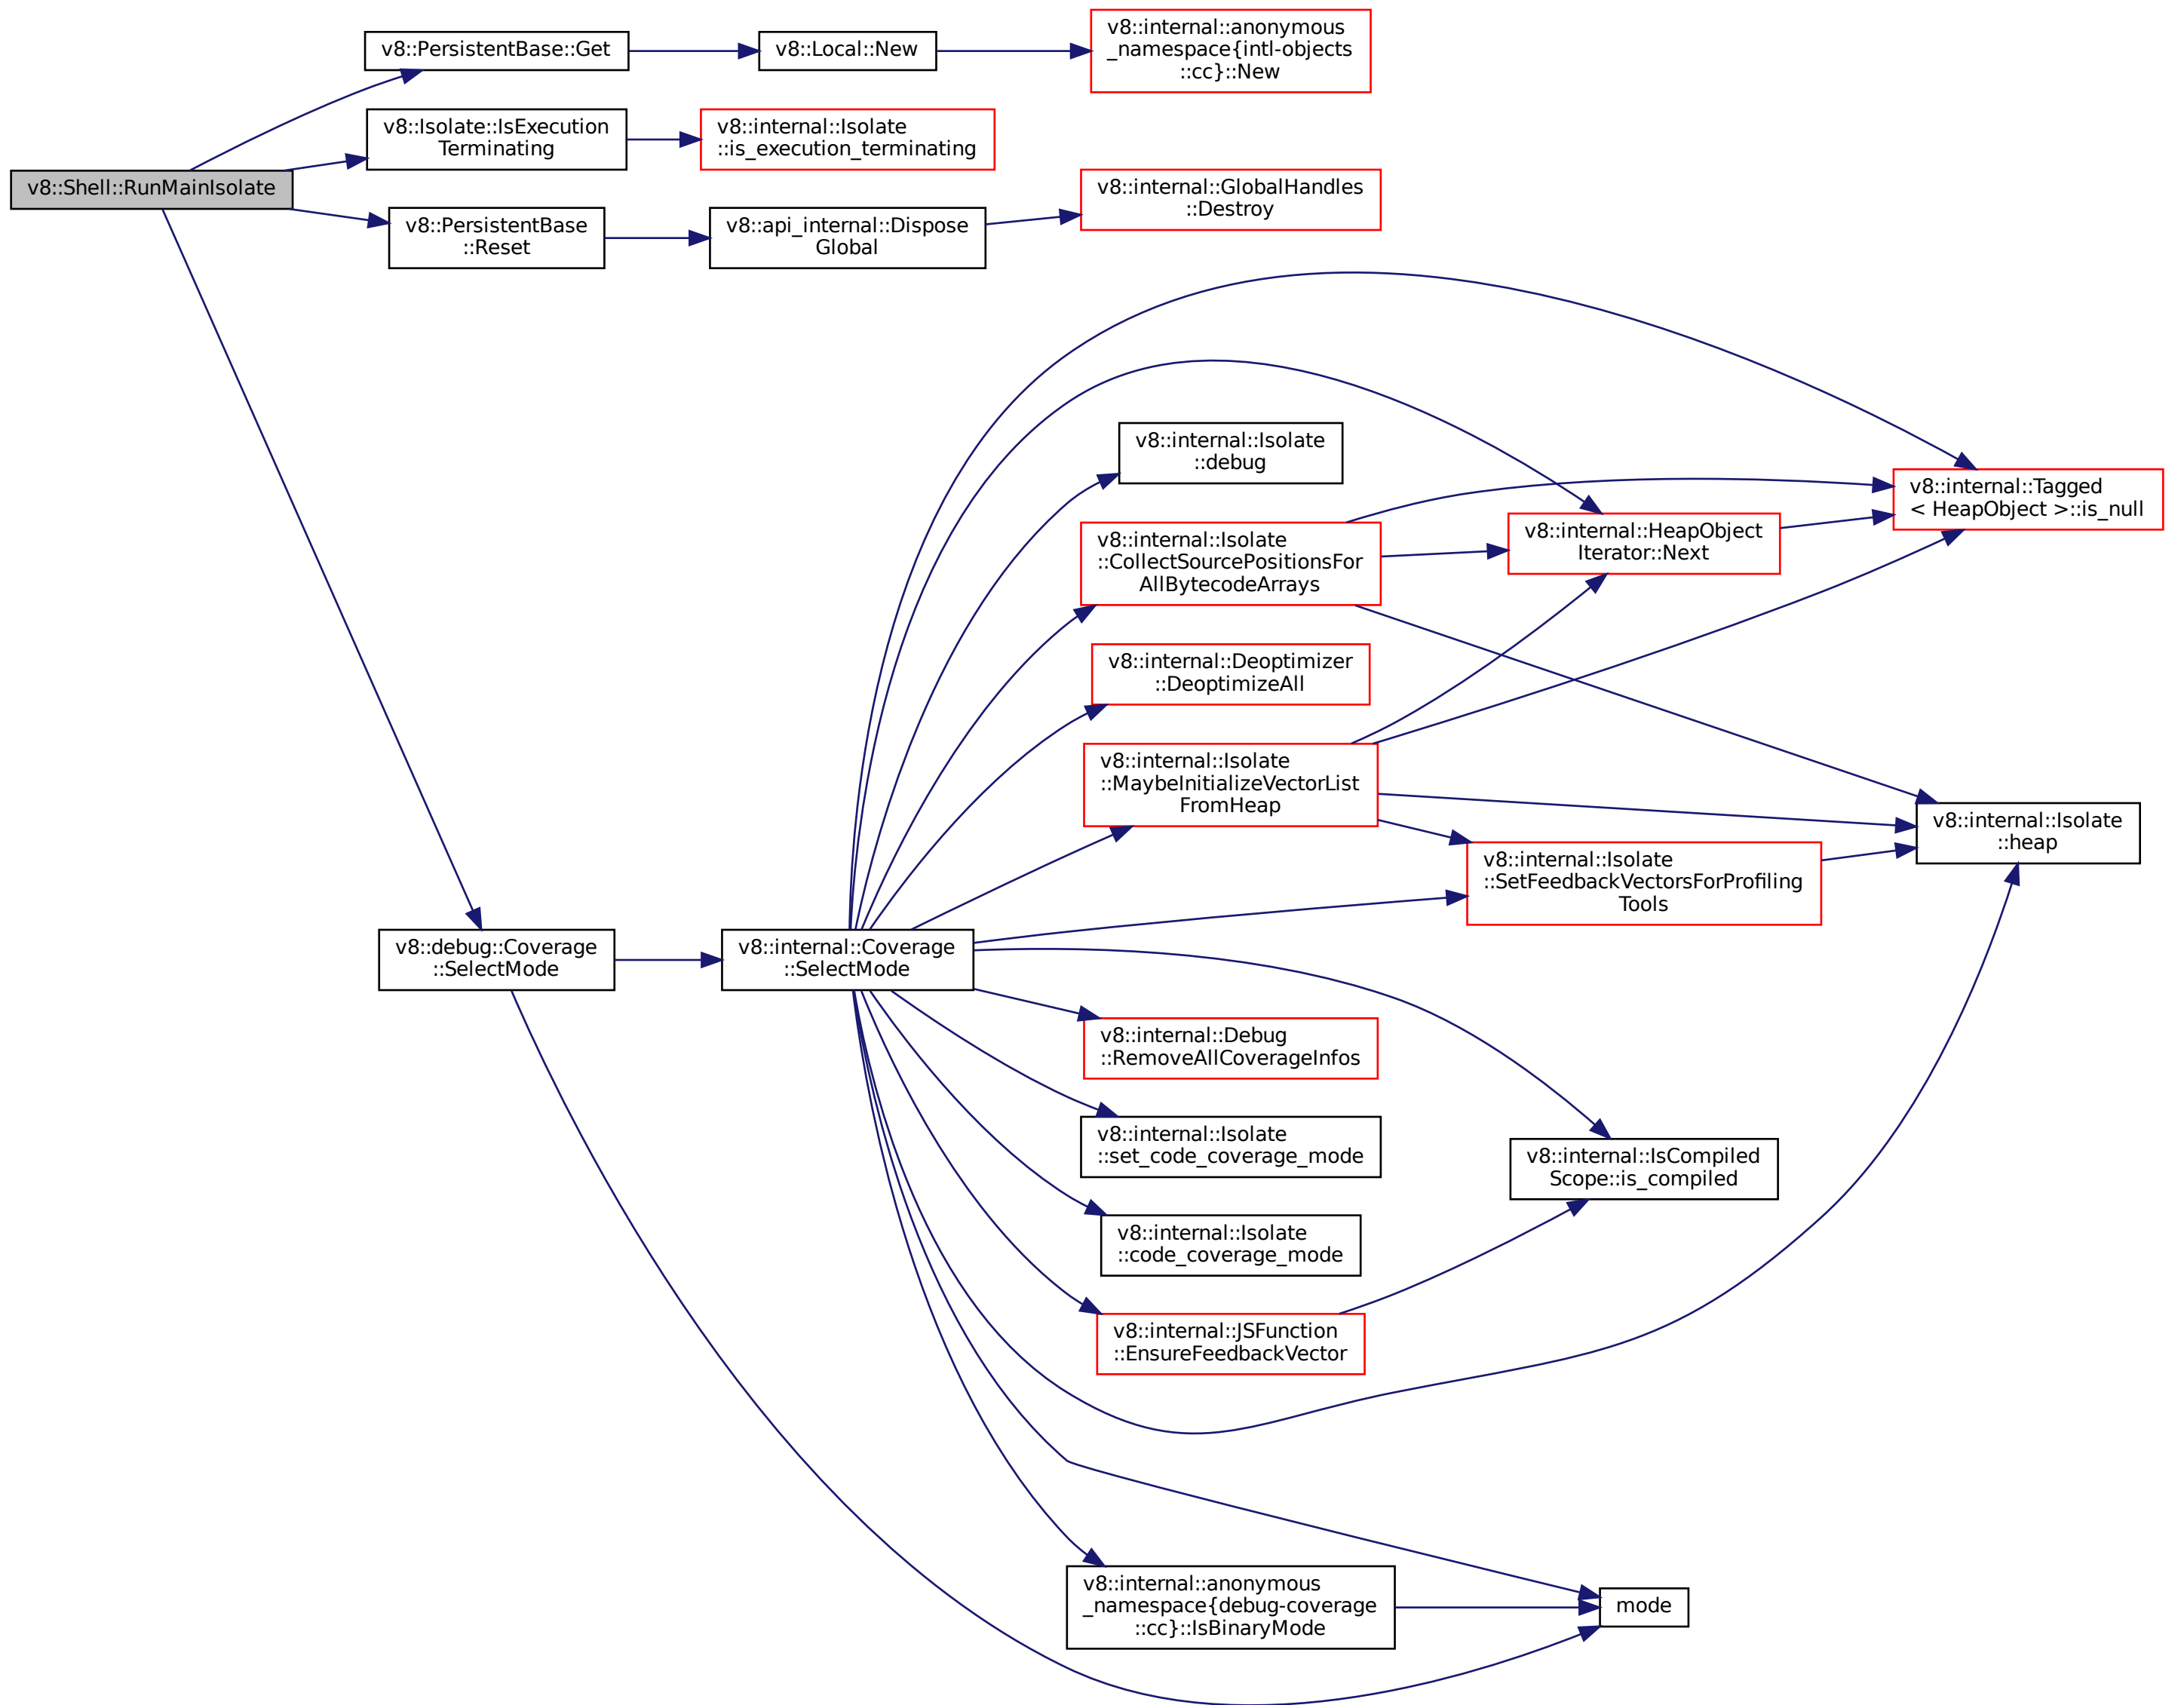 v8::Shell::RunMainIsolate
v8::PersistentBase::Get
v8::Local::New
v8::internal::anonymous
_namespace{intl-objects
::cc}::New
v8::Isolate::IsExecution
Terminating
v8::internal::Isolate
::is_execution_terminating
v8::PersistentBase
::Reset
v8::api_internal::Dispose
Global
v8::internal::GlobalHandles
::Destroy
v8::debug::Coverage
::SelectMode
v8::internal::Coverage
::SelectMode
v8::internal::Isolate
::debug
v8::internal::Isolate
::CollectSourcePositionsFor
AllBytecodeArrays
v8::internal::HeapObject
Iterator::Next
v8::internal::Tagged
< HeapObject >::is_null
v8::internal::Deoptimizer
::DeoptimizeAll
v8::internal::Isolate
::MaybeInitializeVectorList
FromHeap
v8::internal::Isolate
::SetFeedbackVectorsForProfiling
Tools
v8::internal::Isolate
::heap
v8::internal::Debug
::RemoveAllCoverageInfos
v8::internal::Isolate
::set_code_coverage_mode
v8::internal::Isolate
::code_coverage_mode
v8::internal::IsCompiled
Scope::is_compiled
v8::internal::JSFunction
::EnsureFeedbackVector
v8::internal::anonymous
_namespace{debug-coverage
::cc}::IsBinaryMode
mode